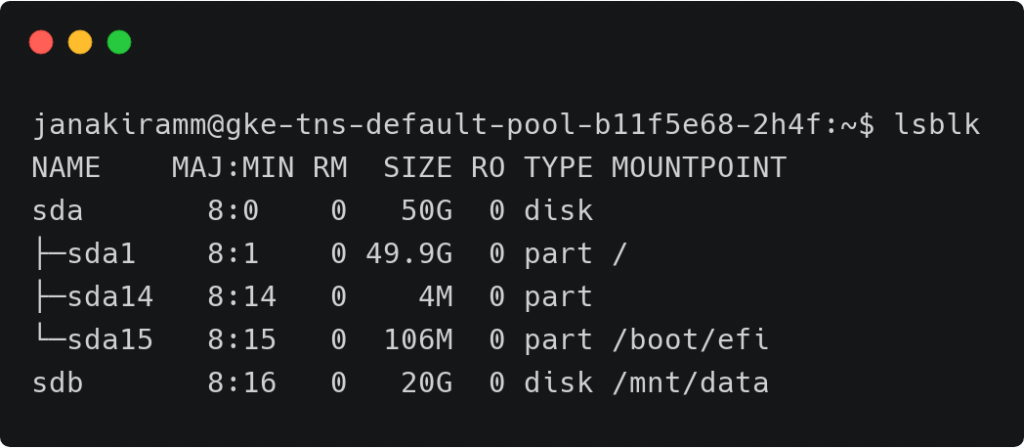 janakiramm@gke-tns-default-pool-b11f5e68-2h4f:~$ lsblk
NAME    MAJ:MIN RM  SIZE RO TYPE MOUNTPOINT
sda       8:0    0   50G  0 disk
├─sda1    8:1    0 49.9G  0 part /
├─sda14   8:14   0    4M  0 part
└─sda15   8:15   0  106M  0 part /boot/efi
sdb       8:16   0   20G  0 disk /mnt/data